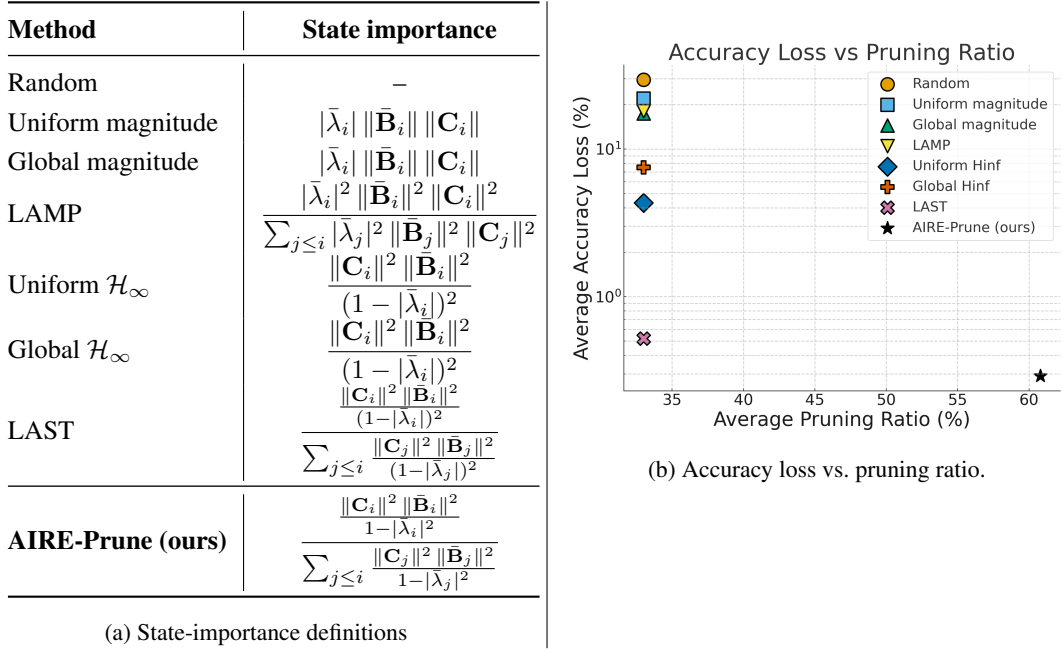 Method State importance
Random –
Uniform magnitude |λ̄ᵢ| ‖B̄ᵢ‖ ‖Cᵢ‖
Global magnitude |λ̄ᵢ| ‖B̄ᵢ‖ ‖Cᵢ‖
LAMP |λ̄ᵢ|² ‖B̄ᵢ‖² ‖Cᵢ‖² / ∑_{j≤i} |λ̄ⱼ|² ‖B̄ⱼ‖² ‖Cⱼ‖²
Uniform ℋ∞ ‖Cᵢ‖² ‖B̄ᵢ‖² / (1 − |λ̄ᵢ|)²
Global ℋ∞ ‖Cᵢ‖² ‖B̄ᵢ‖² / (1 − |λ̄ᵢ|)²
LAST ‖Cᵢ‖² ‖B̄ᵢ‖² / (1−|λ̄ᵢ|)² / ∑_{j≤i} ‖Cⱼ‖² ‖B̄ⱼ‖² / (1−|λ̄ⱼ|)²
AIRE-Prune (ours) ‖Cᵢ‖² ‖B̄ᵢ‖² / 1−|λ̄ᵢ|² / ∑_{j≤i} ‖Cⱼ‖² ‖B̄ⱼ‖² / 1−|λ̄ⱼ|²
(a) State-importance definitions
Accuracy Loss vs Pruning Ratio
Average Accuracy Loss (%)
10¹
10⁰
Random
Uniform magnitude
Global magnitude
LAMP
Uniform Hinf
Global Hinf
LAST
AIRE-Prune (ours)
35 40 45 50 55 60
Average Pruning Ratio (%)
(b) Accuracy loss vs. pruning ratio.